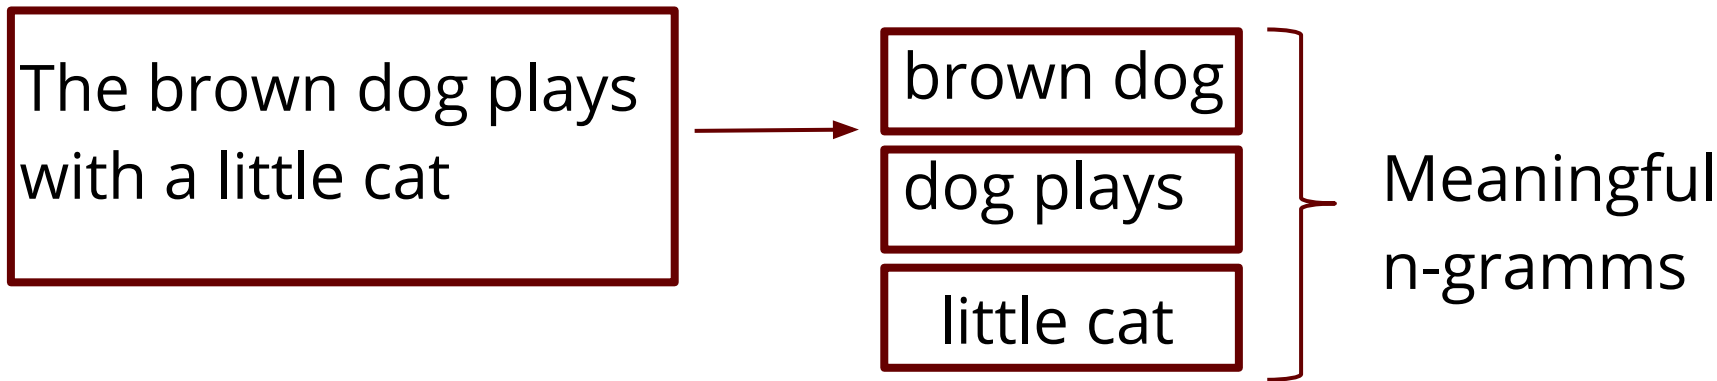 The brown dog plays
with a little cat
brown dog
dog plays
little cat
Meaningful
n-gramms